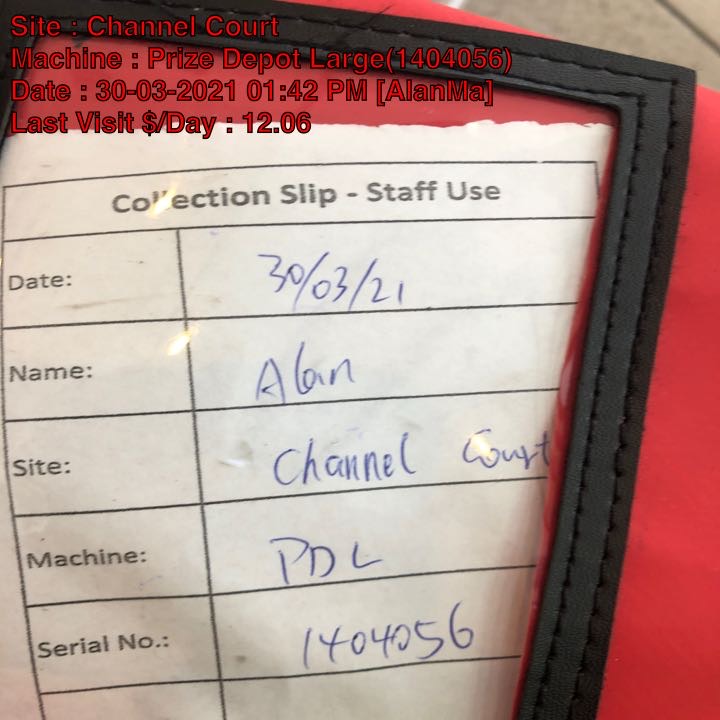 Site : Channel Court
Machine : Prize Depot Large(1404056)
Date : 30-03-2021 01:42 PM [AlanMa]
Last Visit $/Day : 12.06
Collection Slip - Staff Use
Date: 30/03/21
Name: Alan
Site: Channel Court
Machine: PDL
Serial No.: 1404056